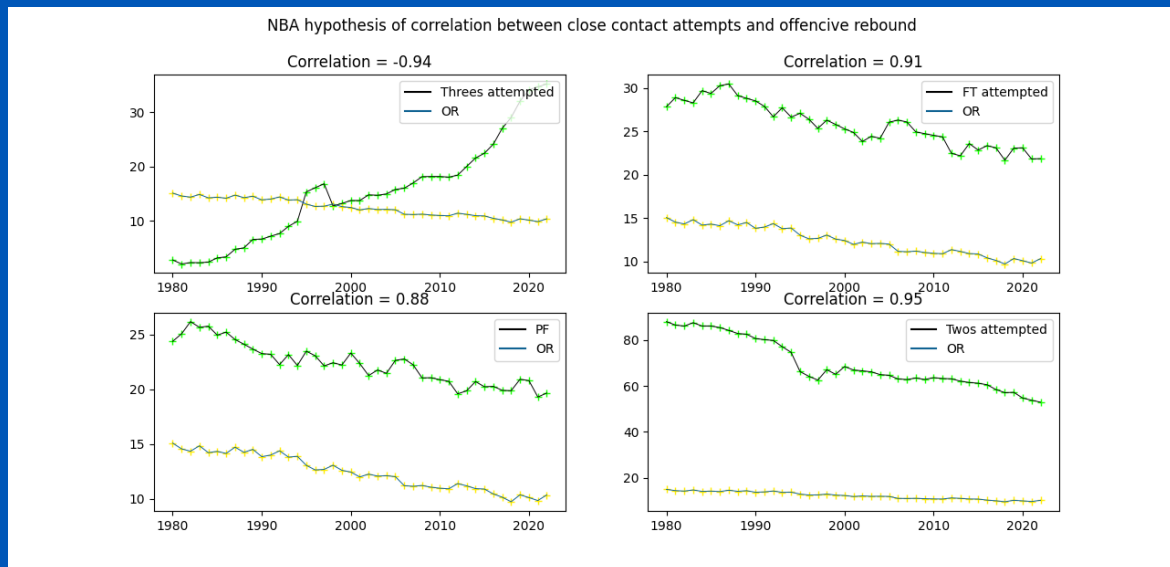 NBA hypothesis of correlation between close contact attempts and offencive rebound
Correlation = -0.94
Threes attempted
OR
30
20
10
1980 1990 2000 2010 2020
Correlation = 0.91
FT attempted
OR
30
25
20
15
10
1980 1990 2000 2010 2020
Correlation = 0.88
PF
OR
25
20
15
10
1980 1990 2000 2010 2020
Correlation = 0.95
Twos attempted
OR
80
60
40
20
1980 1990 2000 2010 2020